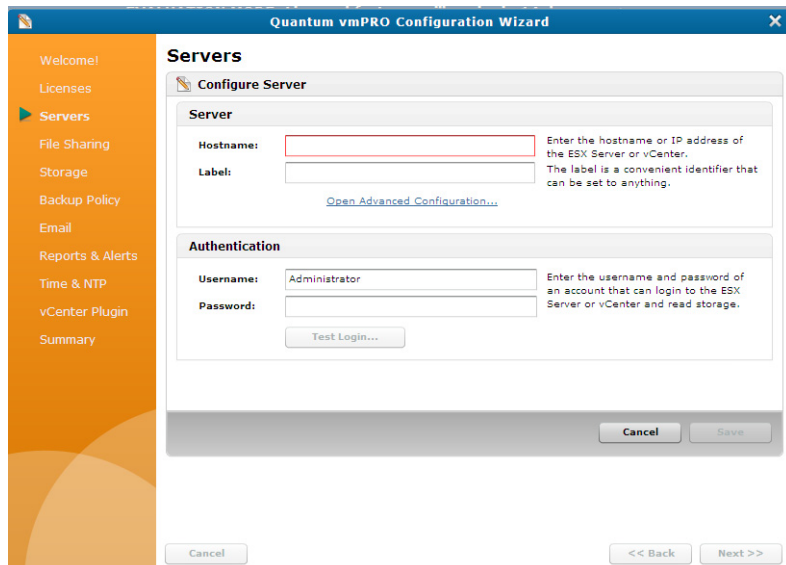 Quantum vmPRO Configuration Wizard
Welcome!
Licenses
Servers
File Sharing
Storage
Backup Policy
Email
Reports & Alerts
Time & NTP
vCenter Plugin
Summary
Servers
Configure Server
Server
Hostname:
Enter the hostname or IP address of
the ESX Server or vCenter.
Label:
The label is a convenient identifier that
can be set to anything.
Open Advanced Configuration...
Authentication
Username:
Administrator
Enter the username and password of
an account that can login to the ESX
Server or vCenter and read storage.
Password:
Test Login...
Cancel
Save
Cancel
<< Back
Next >>